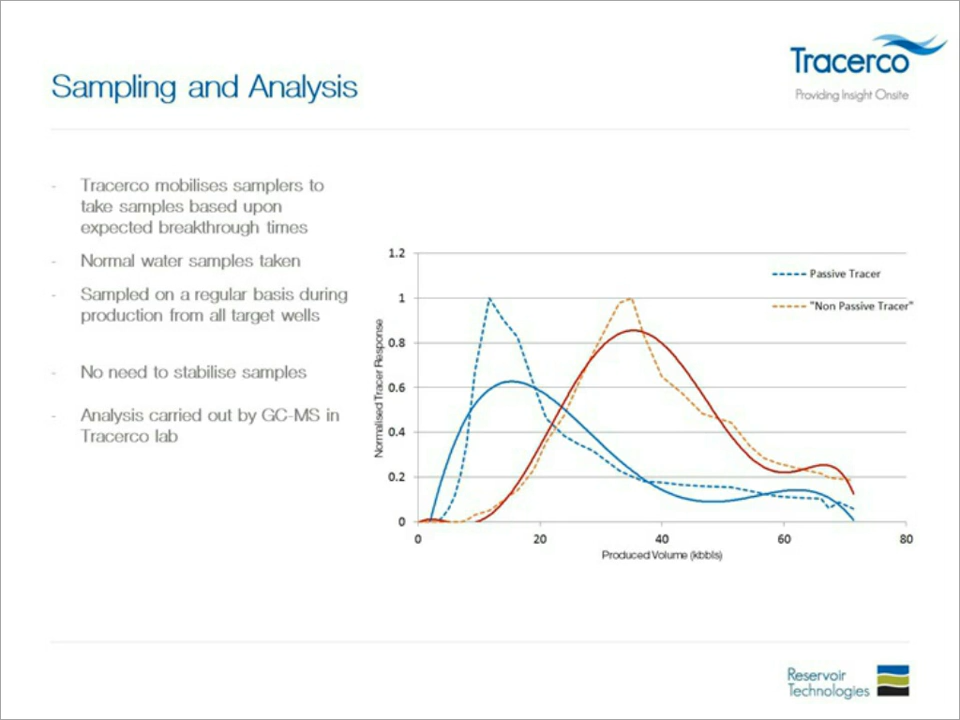 Tracerco
Providing Insight Onsite
Sampling and Analysis
- Tracerco mobilises samplers to
take samples based upon
expected breakthrough times
- Normal water samples taken
- Sampled on a regular basis during
production from all target wells
- No need to stabilise samples
- Analysis carried out by GC-MS in
Tracerco lab
Normalised Tracer Response
1.2
1
0.8
0.6
0.4
0.2
0
0 20 40 60 80
Produced Volume (kbbls)
Passive Tracer
"Non Passive Tracer"
Reservoir
Technologies